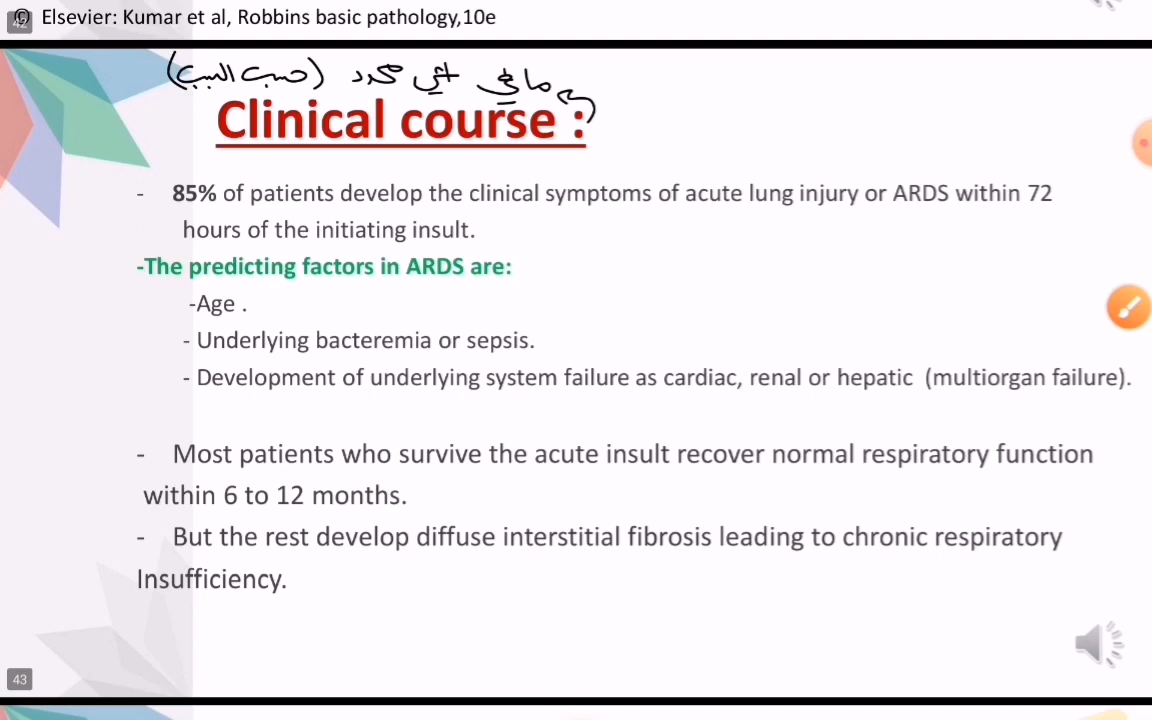 © Elsevier: Kumar et al, Robbins basic pathology,10e
42
مافي اشي محدد (حسب السبب)
Clinical course :
- 85% of patients develop the clinical symptoms of acute lung injury or ARDS within 72
hours of the initiating insult.
-The predicting factors in ARDS are:
-Age .
- Underlying bacteremia or sepsis.
- Development of underlying system failure as cardiac, renal or hepatic (multiorgan failure).
- Most patients who survive the acute insult recover normal respiratory function
within 6 to 12 months.
- But the rest develop diffuse interstitial fibrosis leading to chronic respiratory
Insufficiency.
43